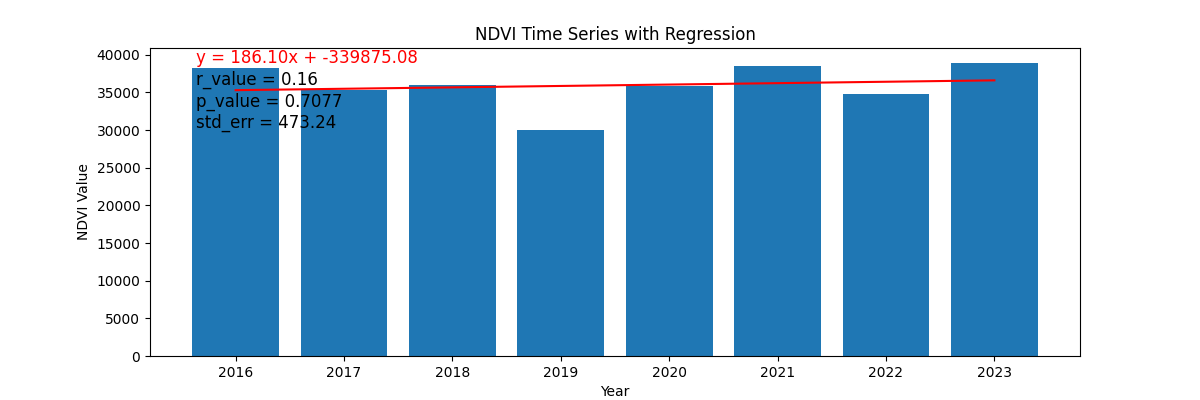 NDVI Time Series with Regression
y = 186.10x + -339875.08
r_value = 0.16
p_value = 0.7077
std_err = 473.24
NDVI Value
40000
35000
30000
25000
20000
15000
10000
5000
0
2016 2017 2018 2019 2020 2021 2022 2023
Year